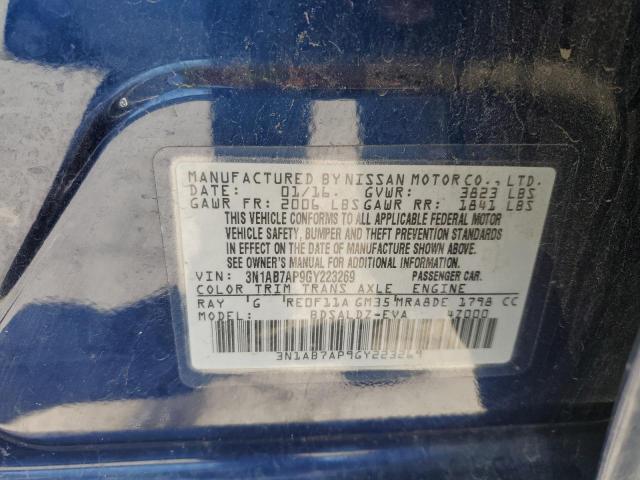 MANUFACTURED BY NISSAN MOTOR CO., LTD.
DATE: 01/16. GVWR: 3823 LBS
GAWR FR: 2006 LBS GAWR RR: 1841 LBS
THIS VEHICLE CONFORMS TO ALL APPLICABLE FEDERAL MOTOR
VEHICLE SAFETY, BUMPER AND THEFT PREVENTION STANDARDS
IN EFFECT ON THE DATE OF MANUFACTURE SHOWN ABOVE.
SEE OWNER'S MANUAL, ADDITIONAL INFORMATION
VIN: 3N1AB7AP9GY223269 PASSENGER CAR.
COLOR TRIM TRANS AXLE ENGINE
RAY G RE0F11A GM35 MRA8DE 1798 CC
MODEL: BDSALDZ-EVA 4Z000
3N1AB7AP9GY223269